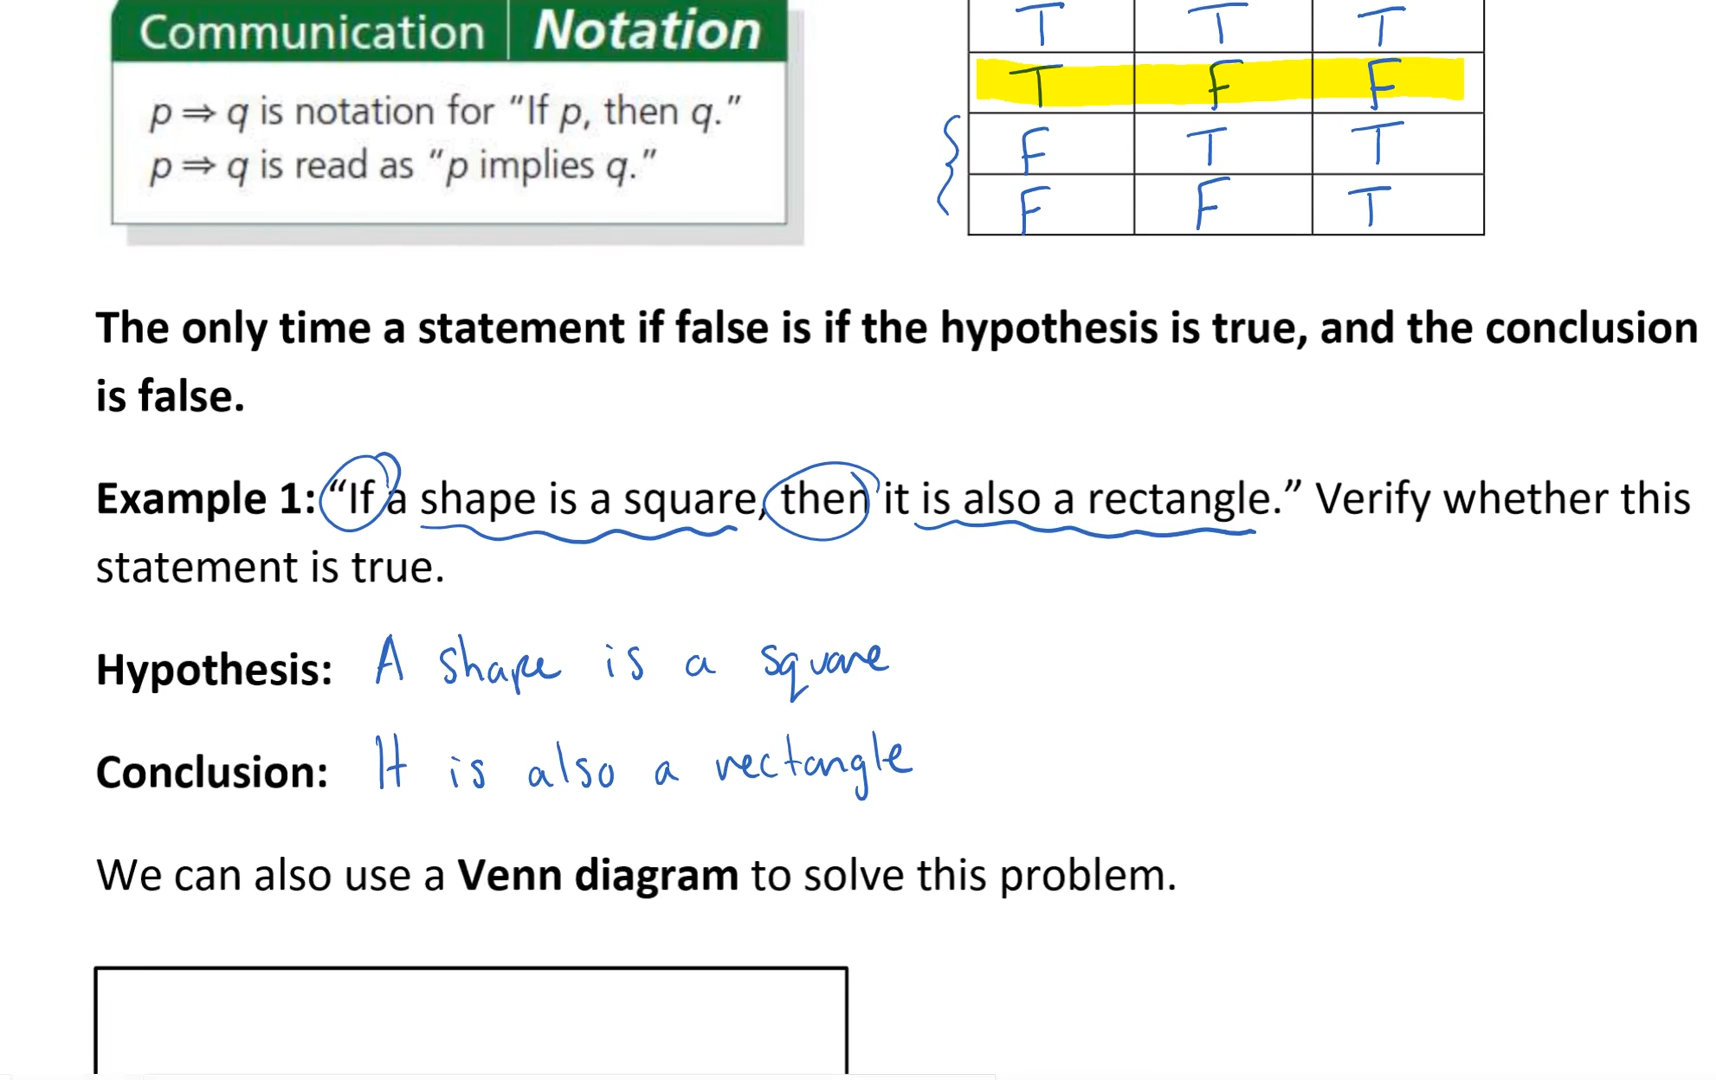 Communication Notation
p ⇒ q is notation for “If p, then q.”
p ⇒ q is read as “p implies q.”
T T T
T F F
F T T
F F T
The only time a statement if false is if the hypothesis is true, and the conclusion
is false.
Example 1: “If a shape is a square, then it is also a rectangle.” Verify whether this
statement is true.
Hypothesis: A shape is a square
Conclusion: It is also a rectangle
We can also use a Venn diagram to solve this problem.